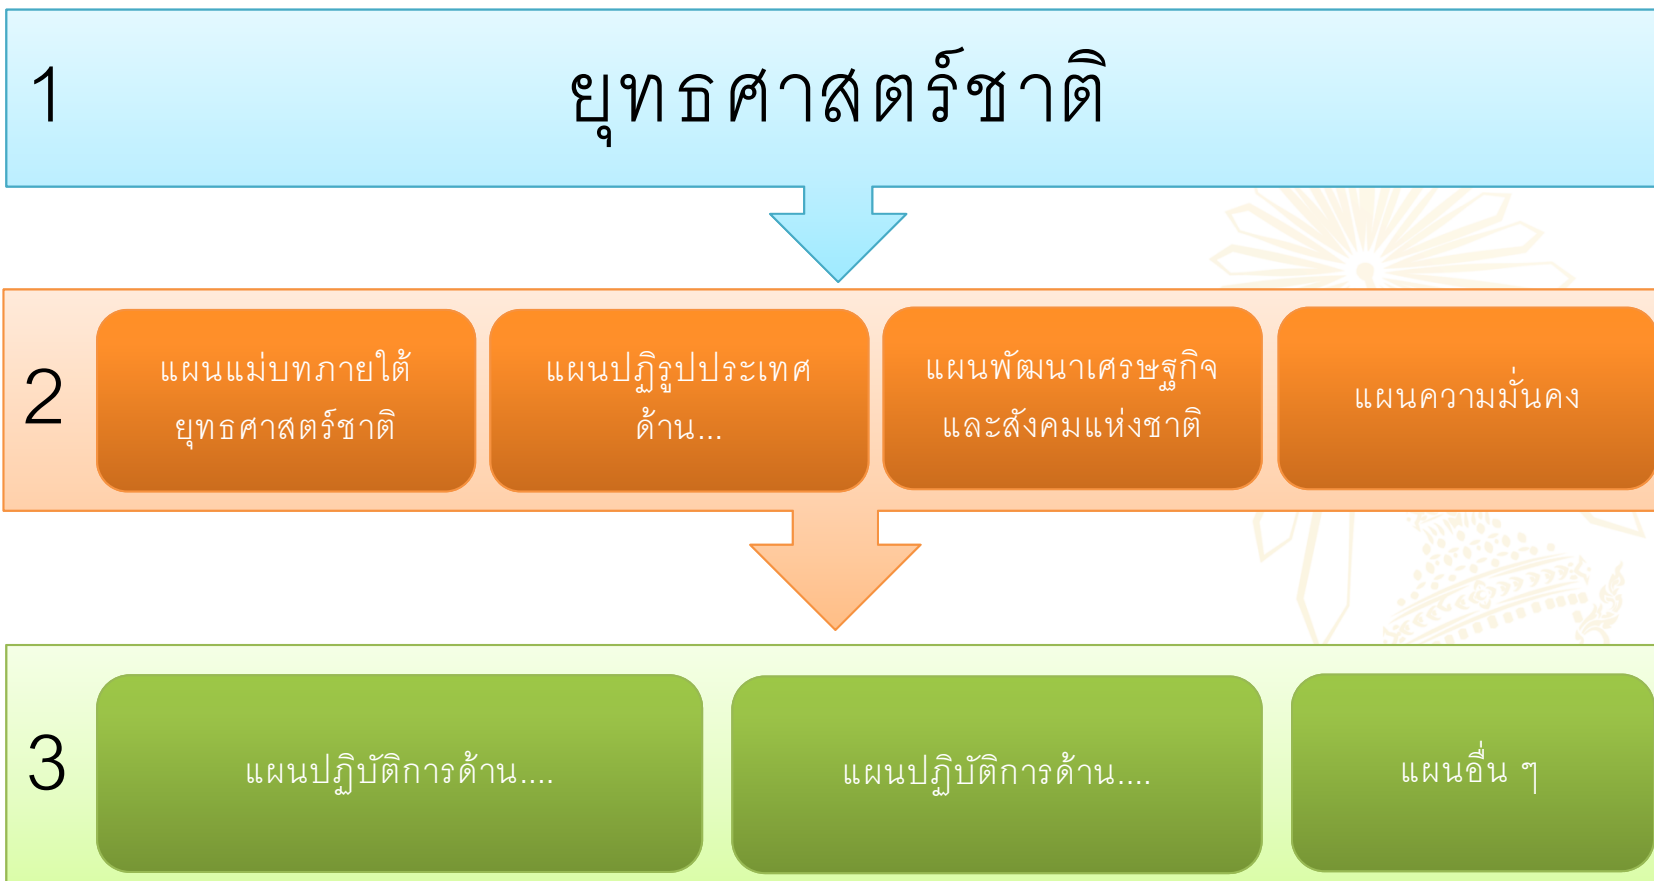 1
ยุทธศาสตร์ชาติ
2
แผนแม่บทภายใต้
ยุทธศาสตร์ชาติ
แผนปฏิรูปประเทศ
ด้าน...
แผนพัฒนาเศรษฐกิจ
และสังคมแห่งชาติ
แผนความมั่นคง
3
แผนปฏิบัติการด้าน....
แผนปฏิบัติการด้าน....
แผนอื่น ๆ